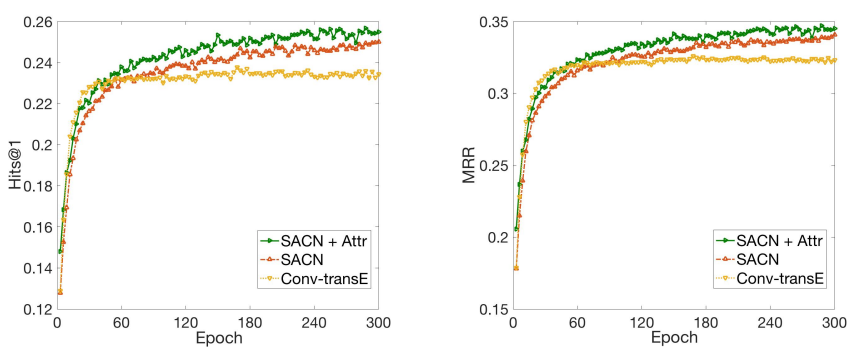 0.26
0.24
0.22
0.2
0.18
0.16
0.14
0.12
Hits@1
0 60 120 180 240 300
Epoch
SACN + Attr
SACN
Conv-transE
0.35
0.3
0.25
0.2
0.15
MRR
0 60 120 180 240 300
Epoch
SACN + Attr
SACN
Conv-transE